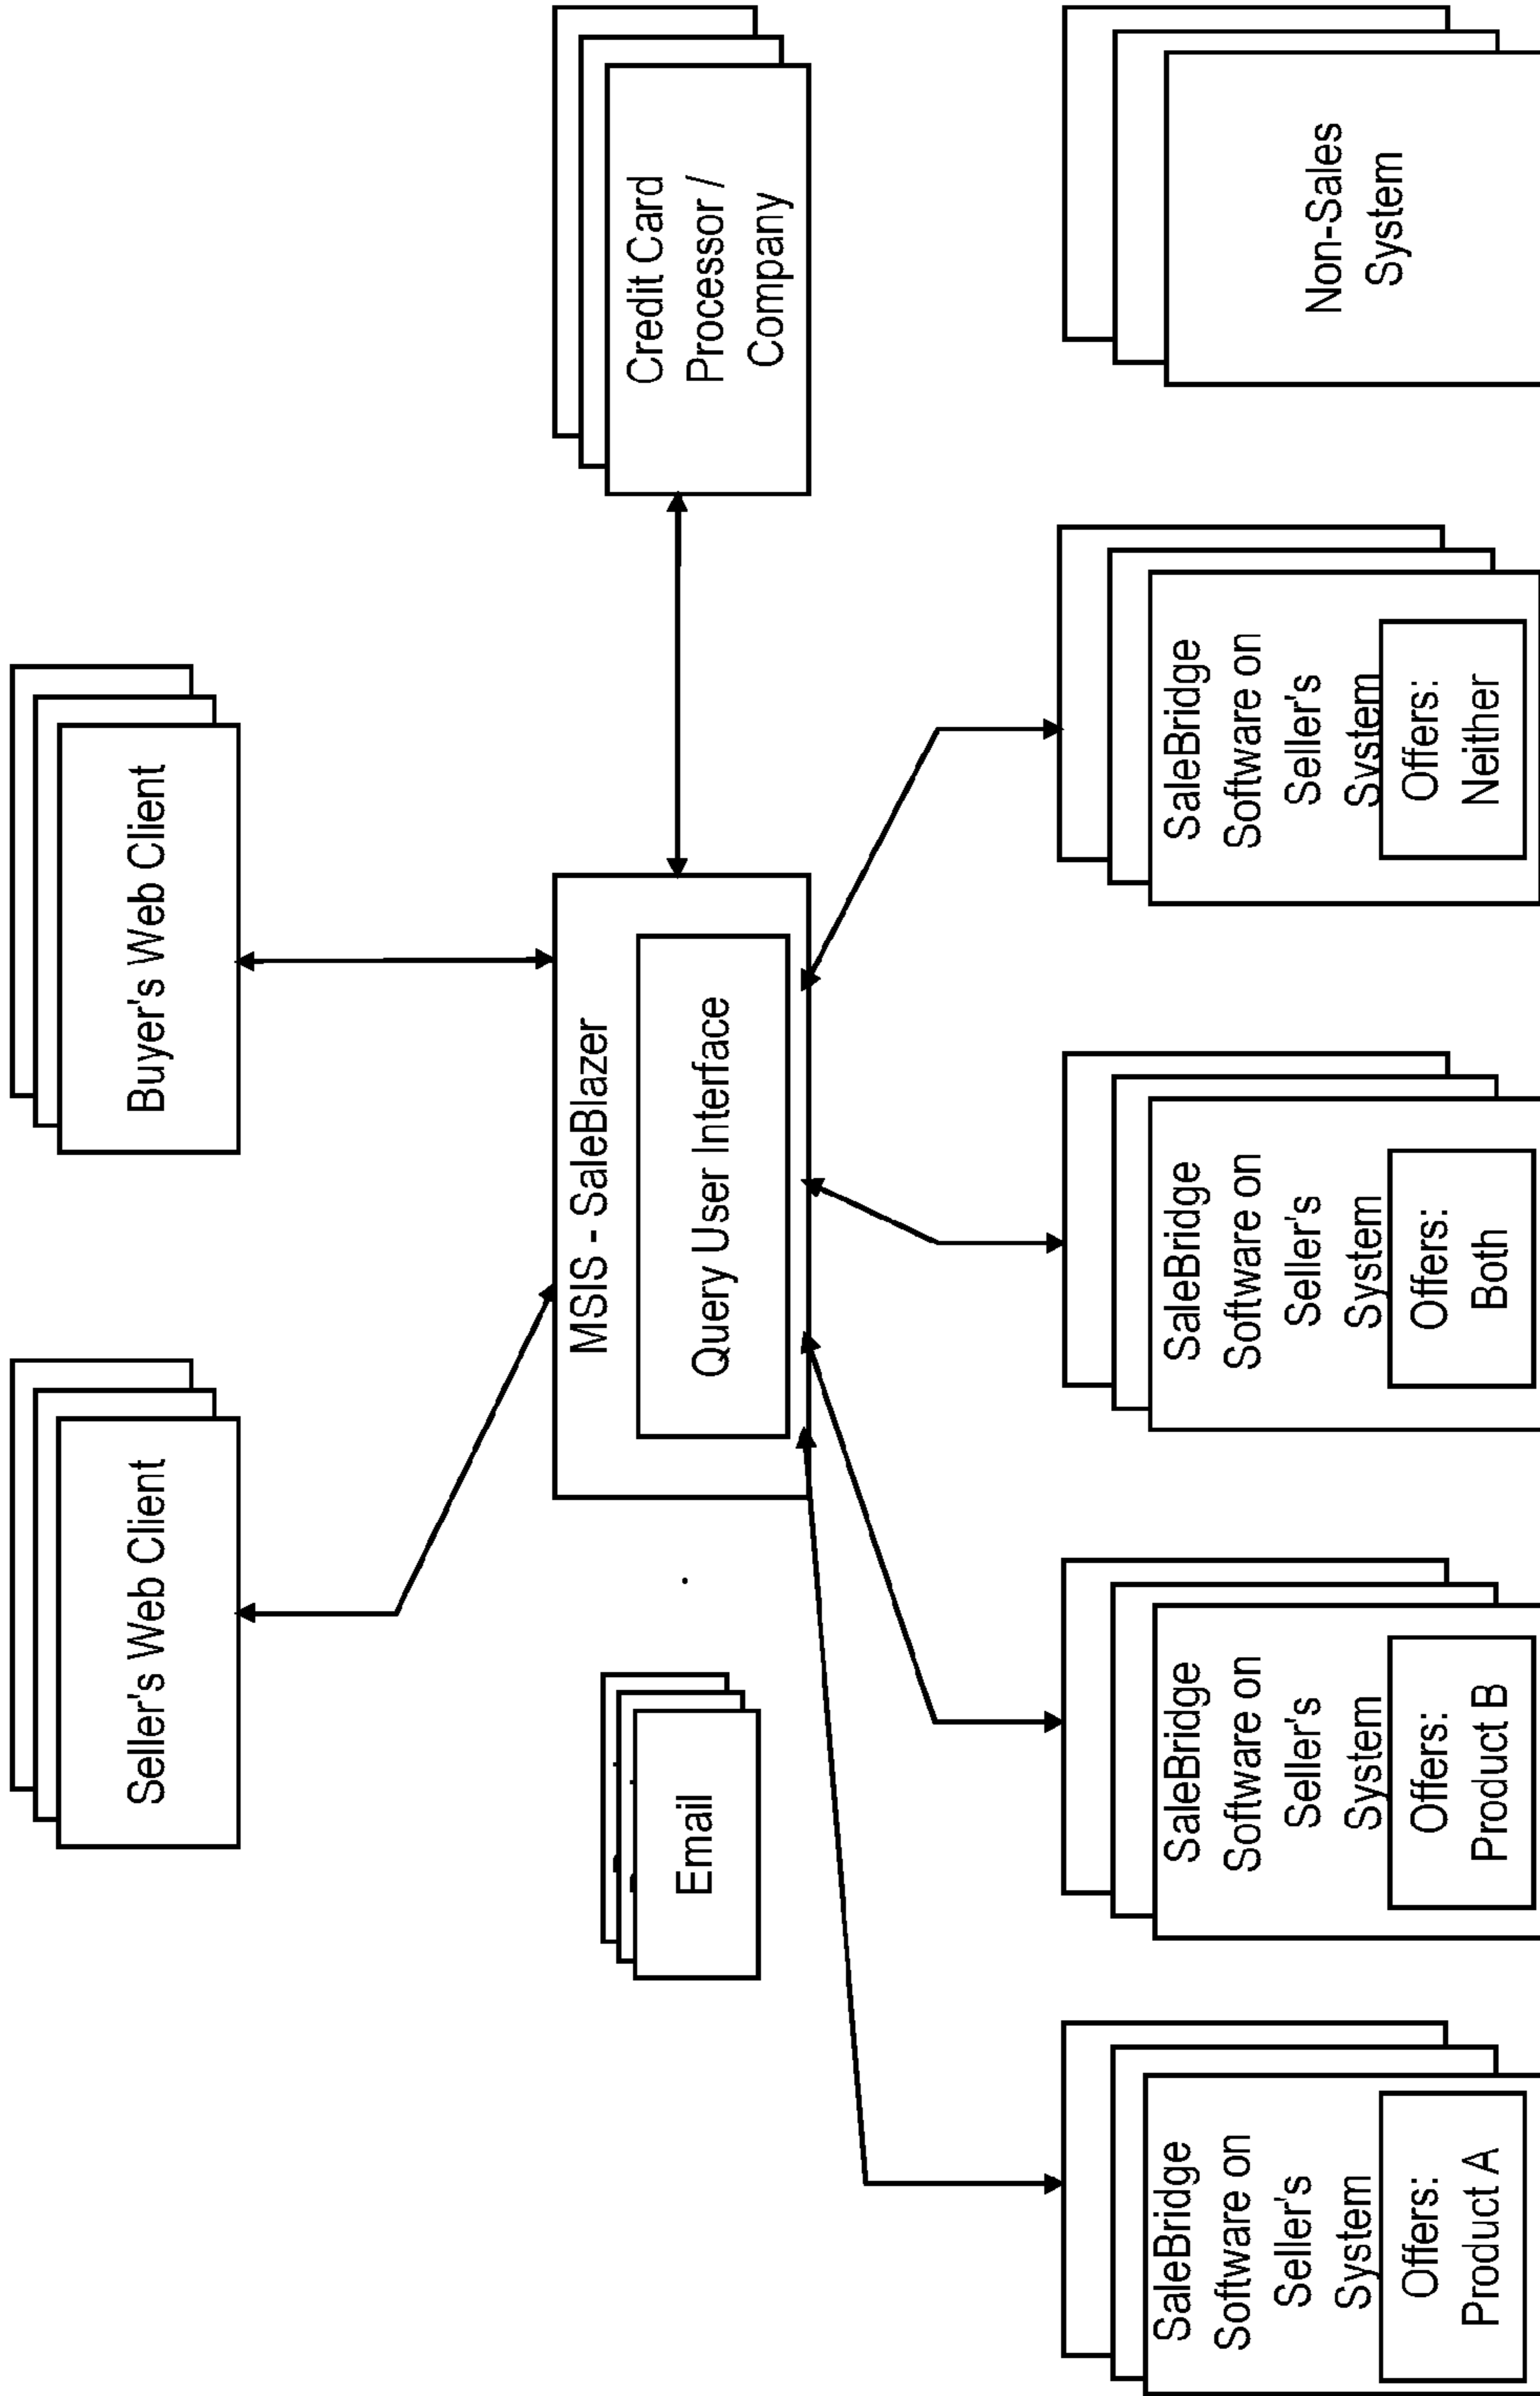 Seller's Web Client
Buyer's Web Client
Email
MSIS - SaleBlazer
Query User Interface
Credit Card
Processor /
Company
SaleBridge
Software on
Seller's
System
Offers:
Product A
SaleBridge
Software on
Seller's
System
Offers:
Product B
SaleBridge
Software on
Seller's
System
Offers:
Both
SaleBridge
Software on
Seller's
System
Offers:
Neither
Non-Sales
System